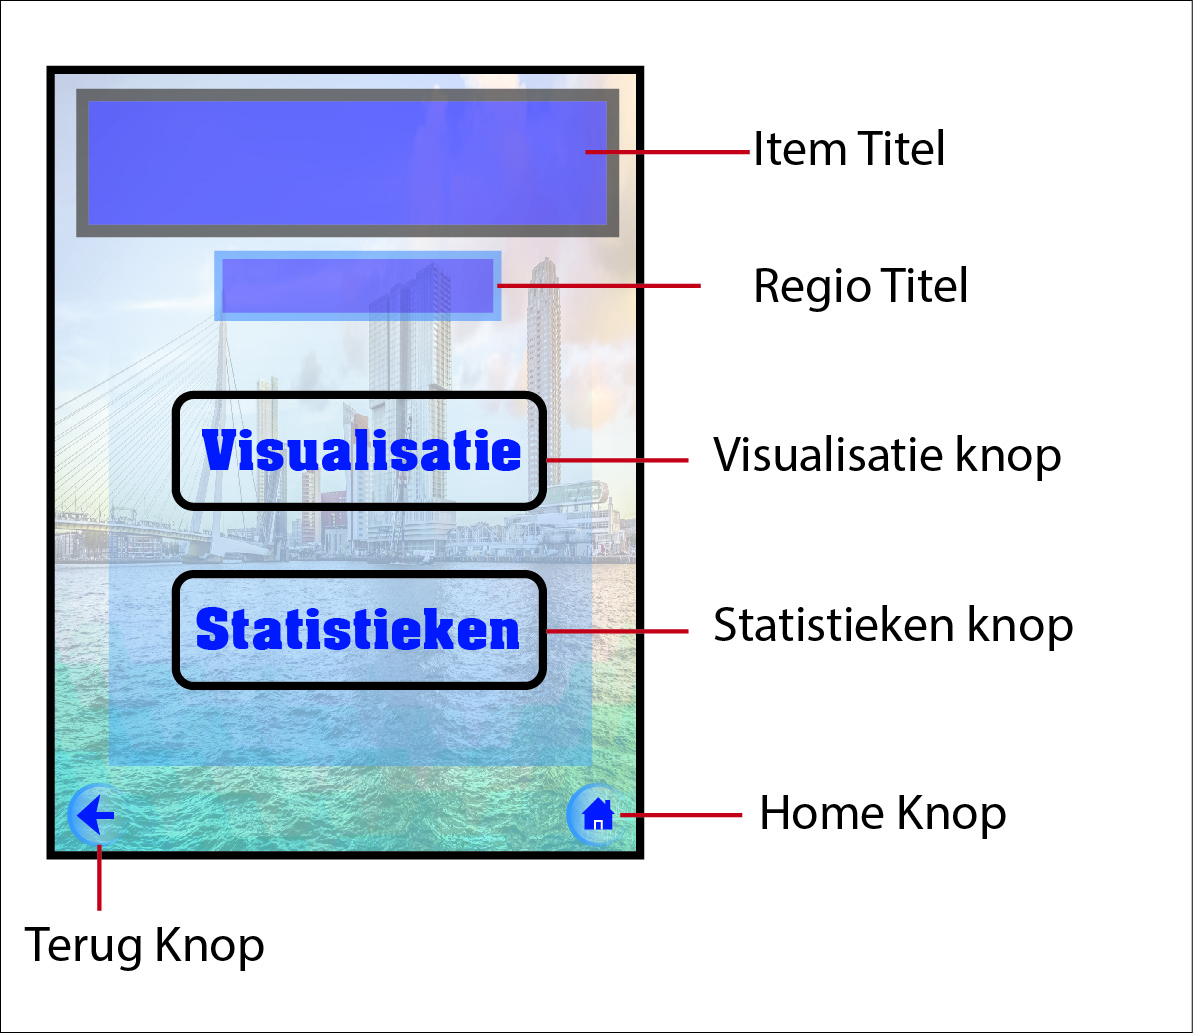 Item Titel
Regio Titel
Visualisatie
Visualisatie knop
Statistieken
Statistieken knop
Home Knop
Terug Knop